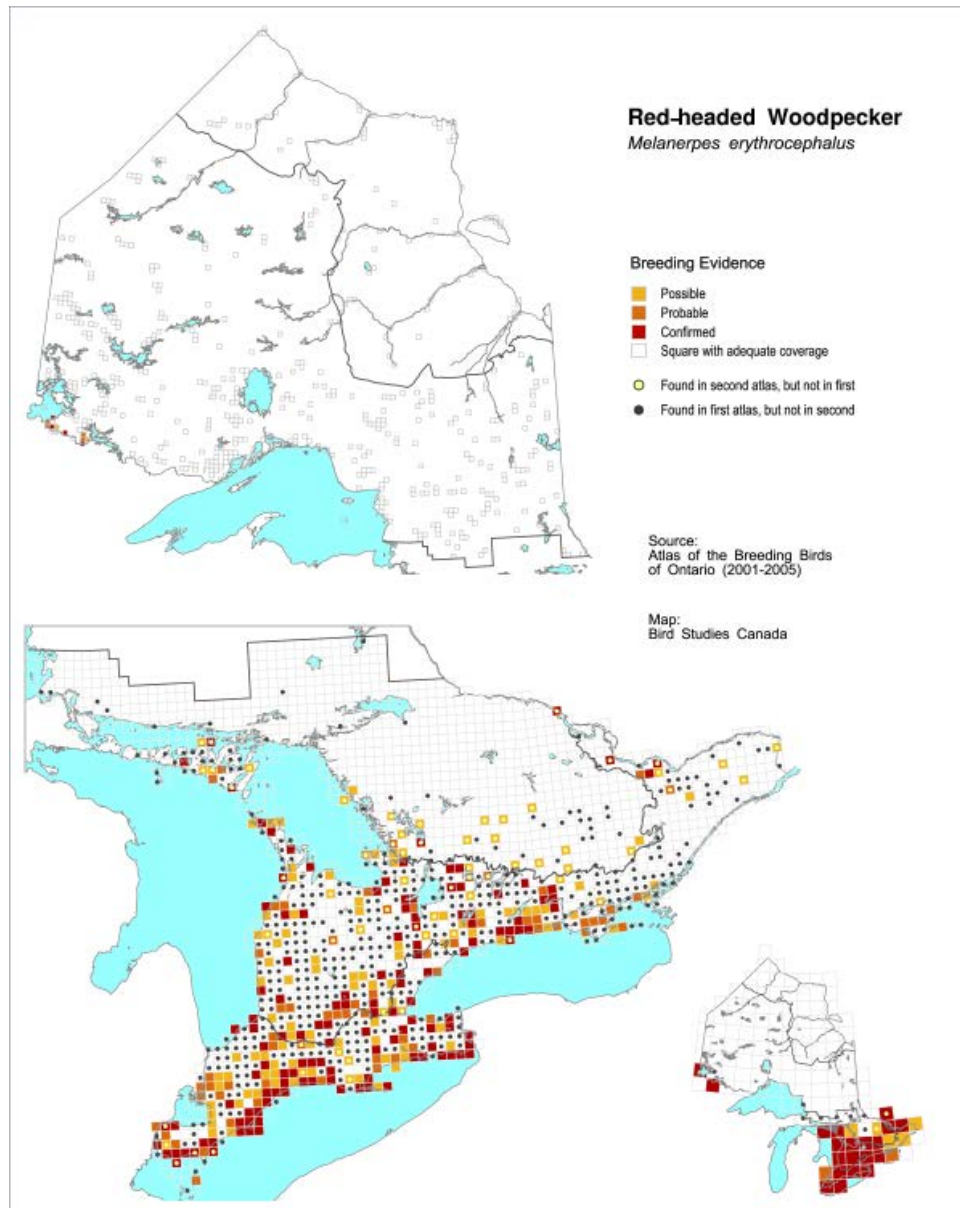 Red-headed Woodpecker
Melanerpes erythrocephalus
Breeding Evidence
Possible
Probable
Confirmed
Square with adequate coverage
Found in second atlas, but not in first
Found in first atlas, but not in second
Source:
Atlas of the Breeding Birds
of Ontario (2001-2005)
Map:
Bird Studies Canada